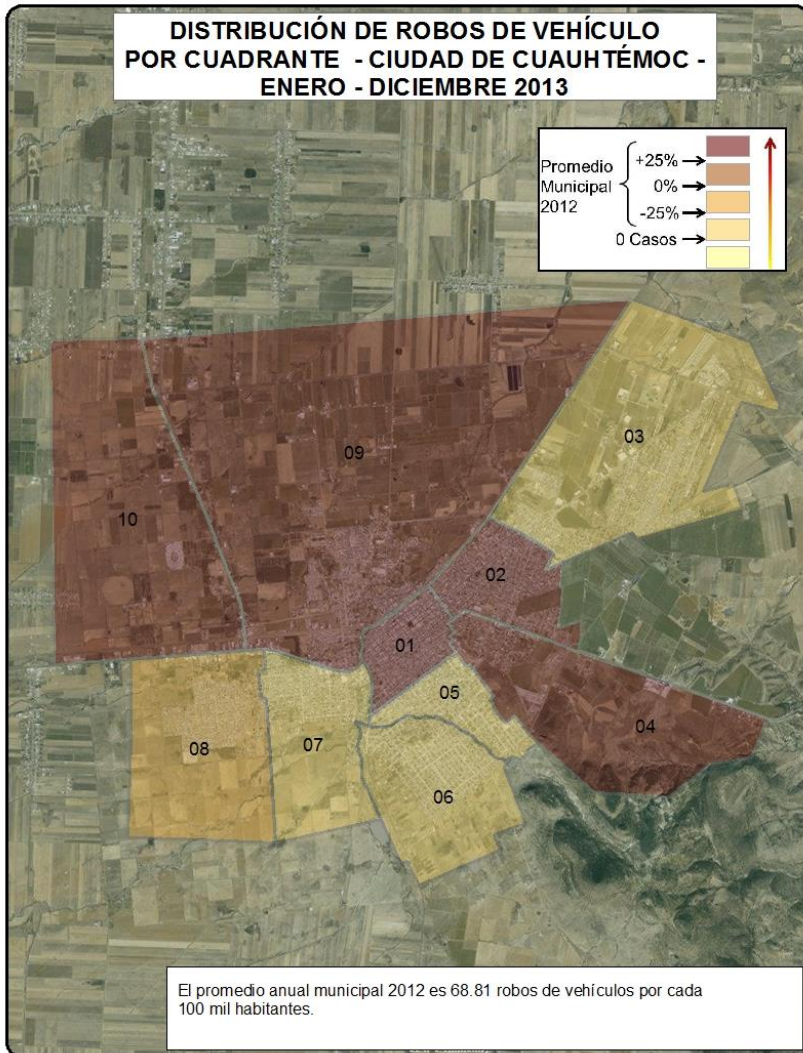 DISTRIBUCIÓN DE ROBOS DE VEHÍCULO
POR CUADRANTE - CIUDAD DE CUAUHTÉMOC -
ENERO - DICIEMBRE 2013
Promedio
Municipal
2012
+25%
0%
-25%
0 Casos
03
09
10
02
01
05
04
08
07
06
El promedio anual municipal 2012 es 68.81 robos de vehículos por cada
100 mil habitantes.